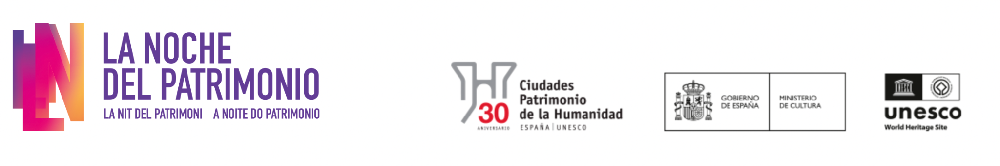 LN
LA NOCHE
DEL PATRIMONIO
LA NIT DEL PATRIMONI A NOITE DO PATRIMONIO
30
ANIVERSARIO
Ciudades
Patrimonio
de la Humanidad
ESPAÑA | UNESCO
GOBIERNO
DE ESPAÑA
MINISTERIO
DE CULTURA
unesco
World Heritage Site